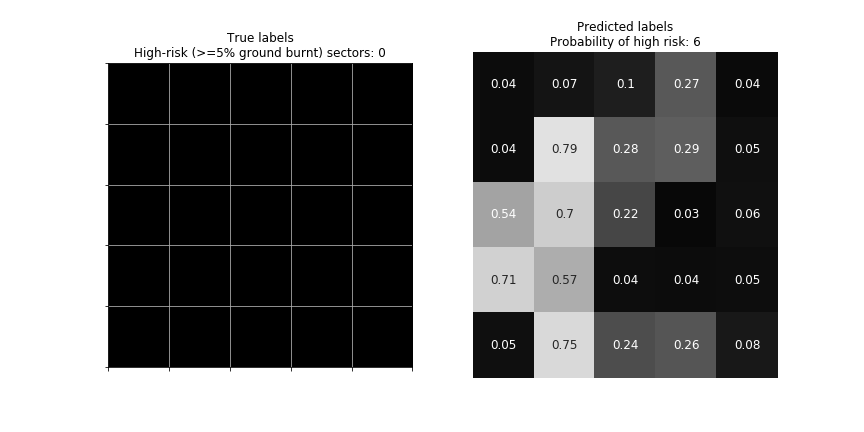 True labels
High-risk (>=5% ground burnt) sectors: 0
Predicted labels
Probability of high risk: 6
0.04 0.07 0.1 0.27 0.04
0.04 0.79 0.28 0.29 0.05
0.54 0.7 0.22 0.03 0.06
0.71 0.57 0.04 0.04 0.05
0.05 0.75 0.24 0.26 0.08